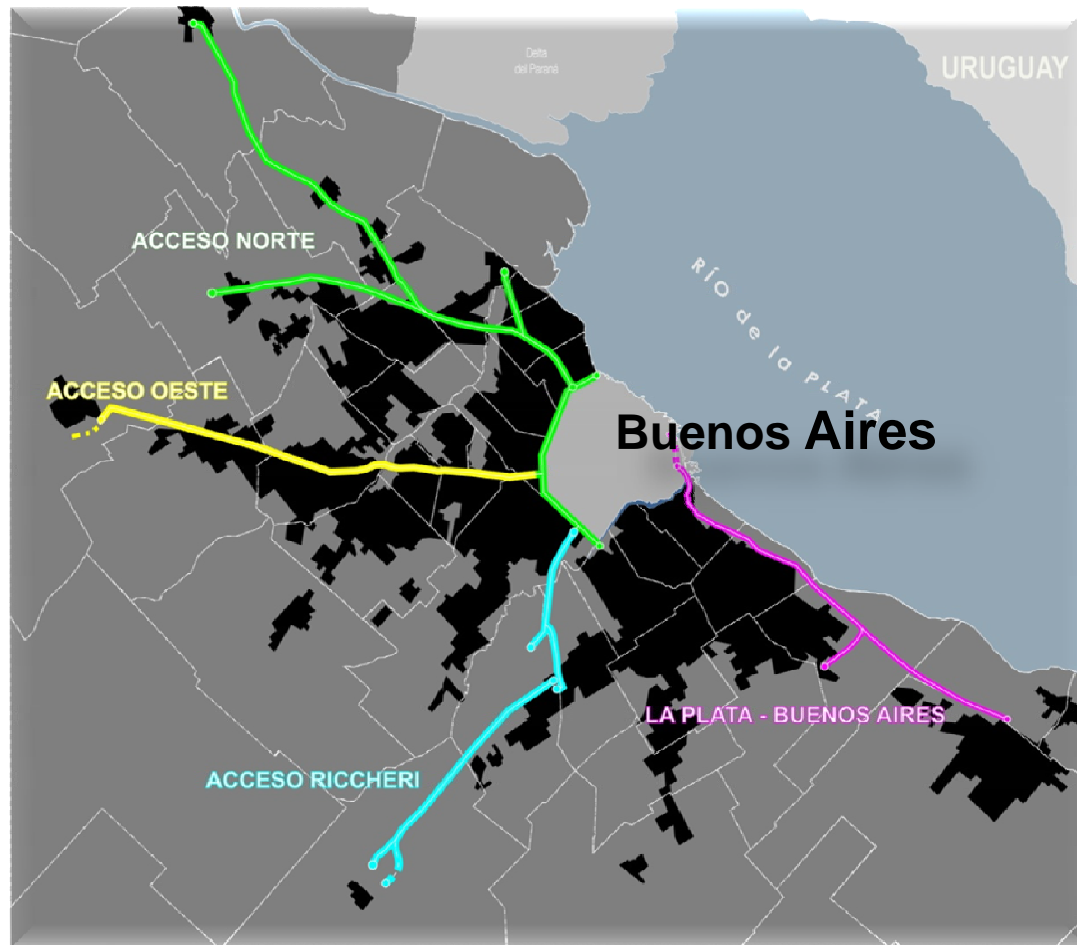 Delta
del Paraná
URUGUAY
ACCESO NORTE
RÍO de la PLATA
ACCESO OESTE
Buenos Aires
LA PLATA - BUENOS AIRES
ACCESO RICCHERI